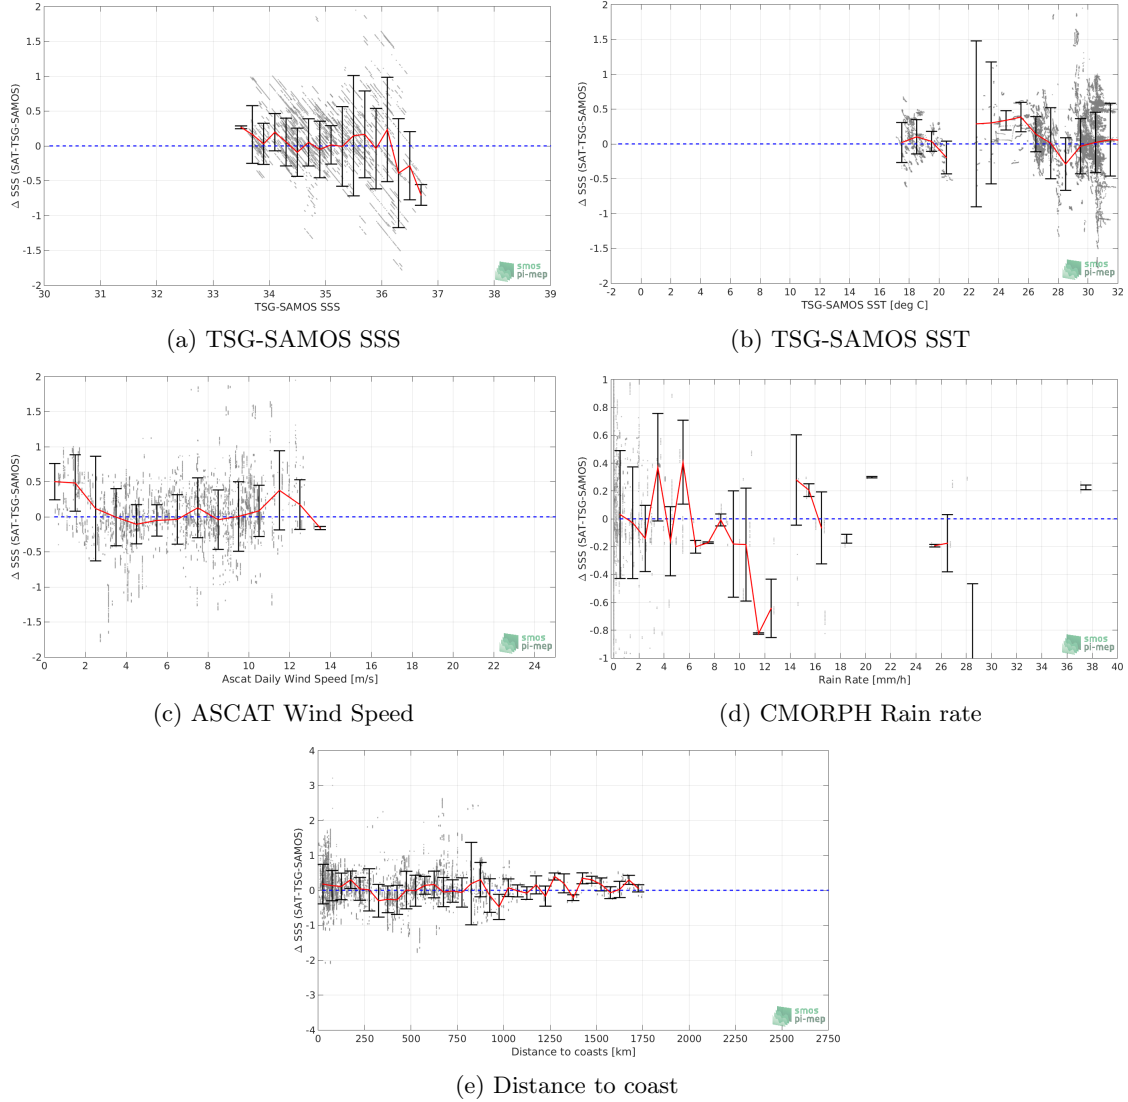 2
1.5
1
0.5
0
-0.5
-1
-1.5
-2
Δ SSS (SAT-TSG-SAMOS)
30 31 32 33 34 35 36 37 38 39
TSG-SAMOS SSS
smos
pi-mep
(a) TSG-SAMOS SSS
2
1.5
1
0.5
0
-0.5
-1
-1.5
-2
Δ SSS (SAT-TSG-SAMOS)
-2 0 2 4 6 8 10 12 14 16 18 20 22 24 26 28 30 32
TSG-SAMOS SST [deg C]
smos
pi-mep
(b) TSG-SAMOS SST
2
1.5
1
0.5
0
-0.5
-1
-1.5
-2
Δ SSS (SAT-TSG-SAMOS)
0 2 4 6 8 10 12 14 16 18 20 22 24
Ascat Daily Wind Speed [m/s]
smos
pi-mep
(c) ASCAT Wind Speed
1
0.8
0.6
0.4
0.2
0
-0.2
-0.4
-0.6
-0.8
-1
Δ SSS (SAT-TSG-SAMOS)
0 2 4 6 8 10 12 14 16 18 20 22 24 26 28 30 32 34 36 38 40
Rain Rate [mm/h]
smos
pi-mep
(d) CMORPH Rain rate
4
3
2
1
0
-1
-2
-3
-4
Δ SSS (SAT-TSG-SAMOS)
0 250 500 750 1000 1250 1500 1750 2000 2250 2500 2750
Distance to coasts [km]
smos
pi-mep
(e) Distance to coast